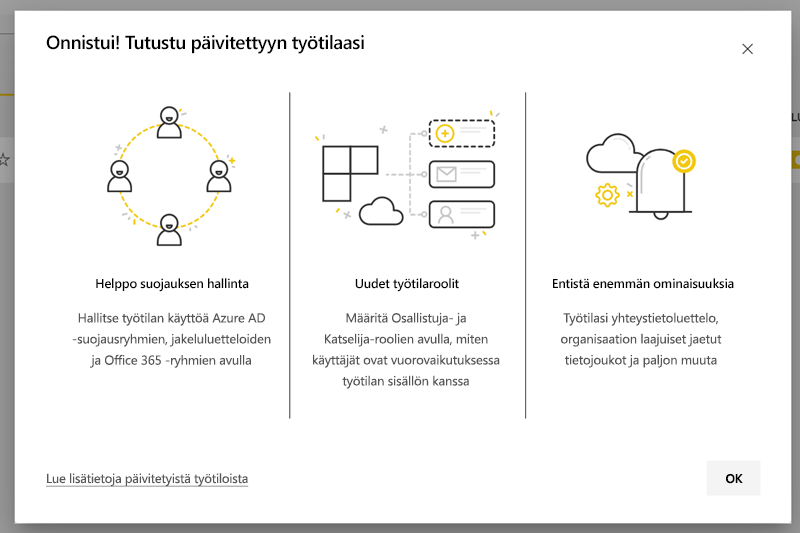 Onnistui! Tutustu päivitettyyn työtilaasi
Helppo suojauksen hallinta
Hallitse työtilan käyttöä Azure AD
-suojausryhmien, jakeluluetteloiden
ja Office 365 -ryhmien avulla
Uudet työtilaroolit
Määritä Osallistuja- ja
Katselija-roolien avulla, miten
käyttäjät ovat vuorovaikutuksessa
työtilan sisällön kanssa
Entistä enemmän ominaisuuksia
Työtilasi yhteystietoluettelo,
organisaation laajuiset jaetut
tietojoukot ja paljon muuta
Lue lisätietoja päivitetyistä työtiloista
OK